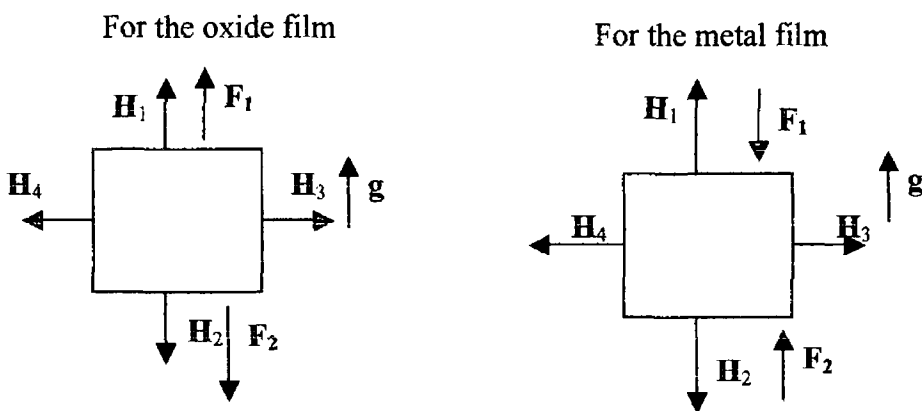 For the oxide film
For the metal film
H₁ F₁
H₄ H₃ g
H₂ F₂
H₁ F₁
g
H₄ H₃
H₂ F₂